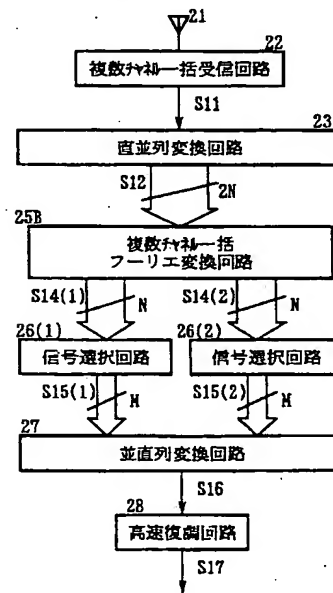 21
22
複数チャネル一括受信回路
S11
23
直並列変換回路
S12
2N
25B
複数チャネル一括
フーリエ変換回路
S14(1)
N
S14(2)
N
26(1)
26(2)
信号選択回路
信号選択回路
S15(1)
M
S15(2)
M
27
並直列変換回路
S16
28
高速復調回路
S17